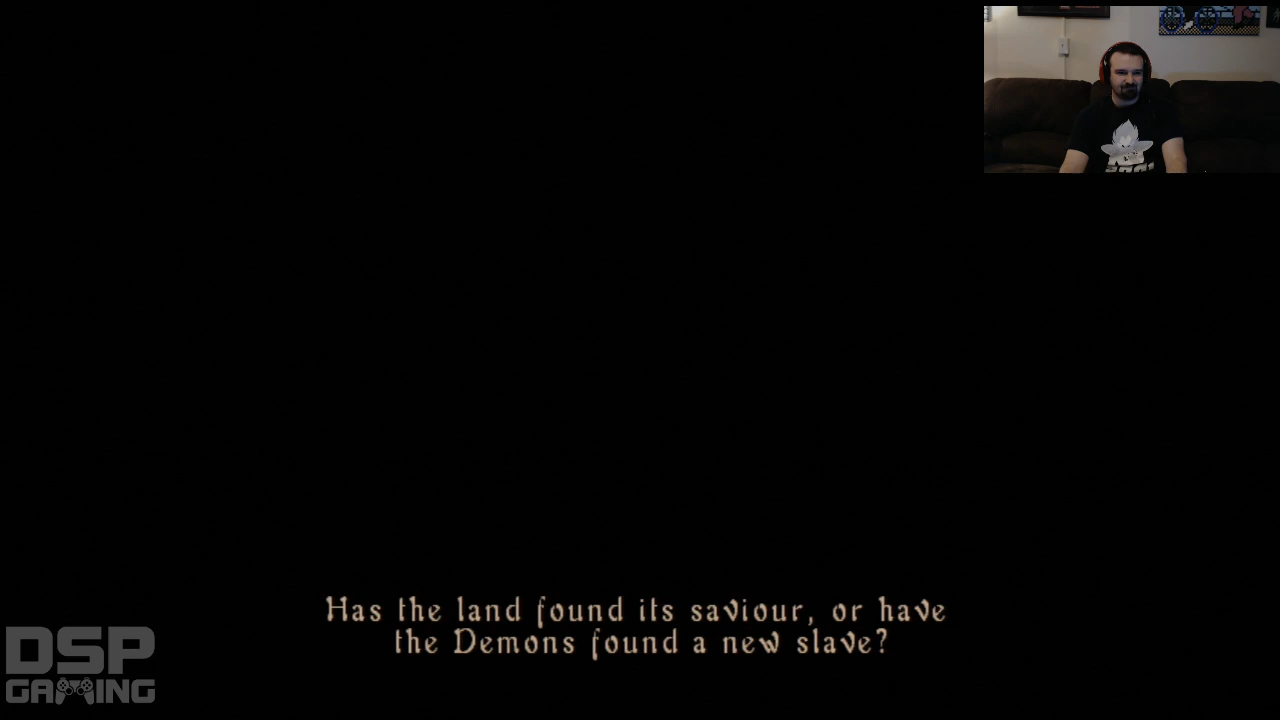 Has the land found its saviour, or have
the Demons found a new slave?
DSP
GAMING